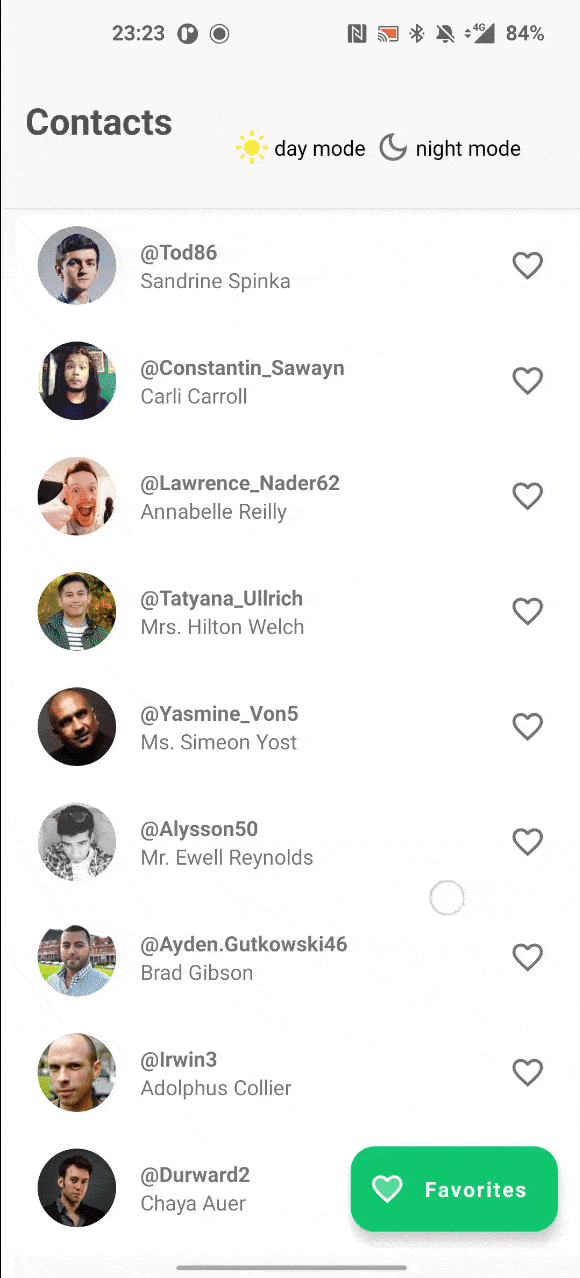 23:23 4G 84%
Contacts
day mode night mode
@Tod86
Sandrine Spinka
@Constantin_Sawayn
Carli Carroll
@Lawrence_Nader62
Annabelle Reilly
@Tatyana_Ullrich
Mrs. Hilton Welch
@Yasmine_Von5
Ms. Simeon Yost
@Alysson50
Mr. Ewell Reynolds
@Ayden.Gutkowski46
Brad Gibson
@Irwin3
Adolphus Collier
@Durward2
Chaya Auer
Favorites